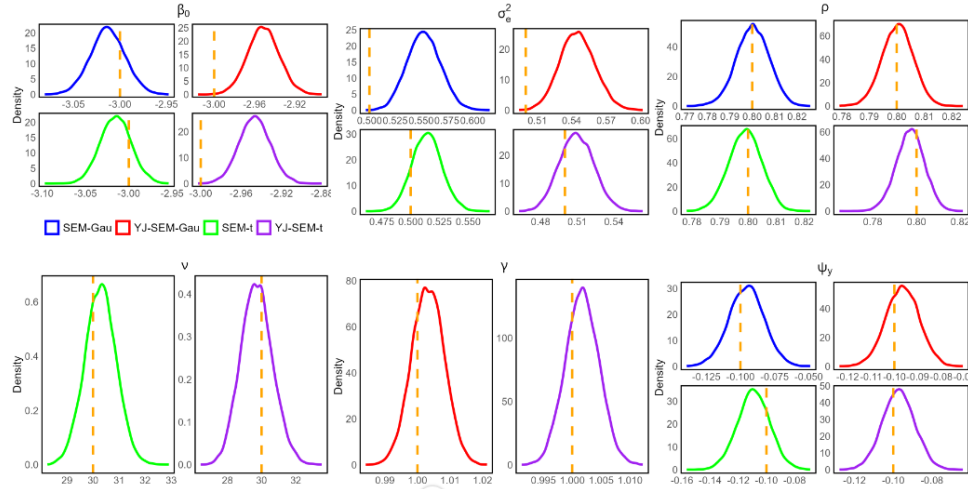 β₀
σₑ²
ρ
Density
20
15
10
5
0
-3.05 -3.00 -2.95
25
20
15
10
5
0
-3.00 -2.96 -2.92
20
15
10
5
0
-3.10 -3.05 -3.00 -2.95
20
10
0
-3.00 -2.96 -2.92 -2.88
Density
25
20
15
10
5
0
0.500 0.525 0.550 0.575 0.600
20
10
0
0.51 0.54 0.57 0.60
30
20
10
0
0.475 0.500 0.525 0.550
20
10
0
0.48 0.51 0.54
Density
40
20
0
0.77 0.78 0.79 0.80 0.81 0.82
60
40
20
0
0.78 0.79 0.80 0.81 0.82
60
40
20
0
0.78 0.79 0.80 0.81 0.82
60
40
20
0
0.78 0.80 0.82
SEM-Gau YJ-SEM-Gau SEM-t YJ-SEM-t
ν
γ
ψy
Density
0.6
0.4
0.2
0.0
29 30 31 32 33
0.4
0.3
0.2
0.1
0.0
28 30 32
Density
80
60
40
20
0
0.99 1.00 1.01 1.02
100
50
0
0.995 1.000 1.005 1.010
Density
30
20
10
0
-0.125 -0.100 -0.075 -0.050
40
20
0
-0.12 -0.11 -0.10 -0.09 -0.08
30
20
10
0
-0.16 -0.14 -0.12 -0.10 -0.08
50
40
30
20
10
0
-0.12 -0.10 -0.08